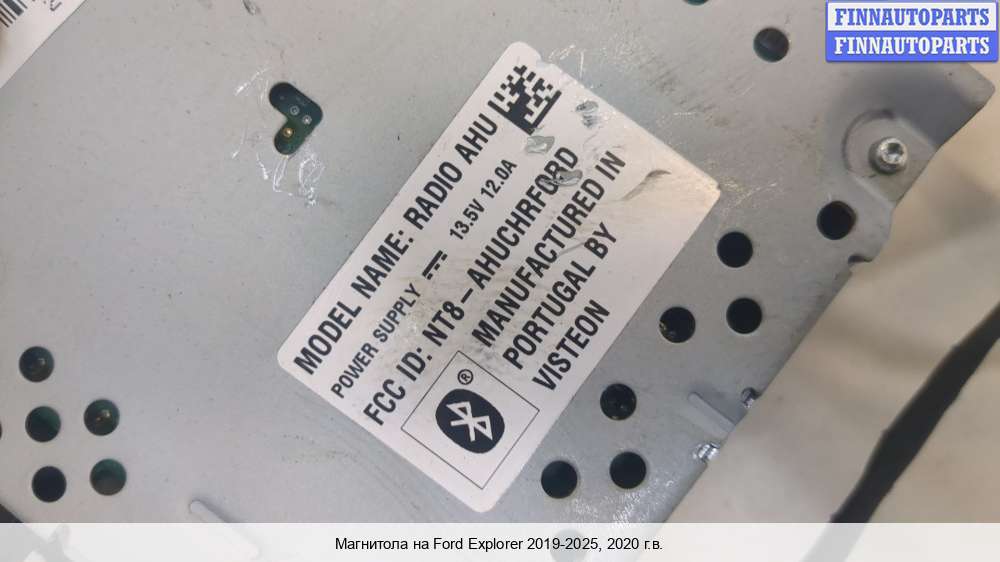 FINNAUTOPARTS
FINNAUTOPARTS
MODEL NAME: RADIO AHU
POWER SUPPLY ⎓ 13.5V 12.0A
FCC ID: NT8-AHUCHRFORD
MANUFACTURED IN
PORTUGAL BY
VISTEON
®
Магнитола на Ford Explorer 2019-2025, 2020 г.в.